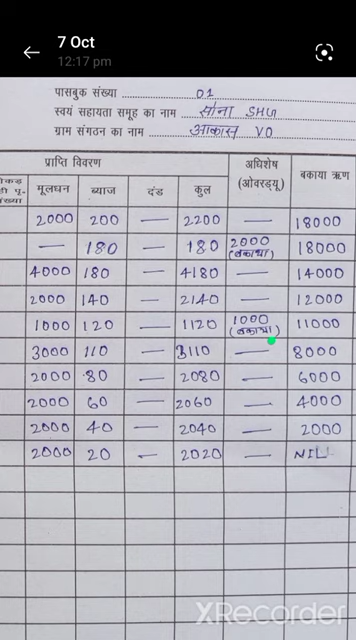 7 Oct
12:17 pm
पासबुक संख्या 01
स्वयं सहायता समूह का नाम सोना SHG
ग्राम संगठन का नाम आकास VO
प्राप्ति विवरण अधिशेष (ओवरड्यू) बकाया ऋण
मूलधन ब्याज दंड कुल
2000 200 — 2200 — 18000
— 180 — 180 2000 (बकाया) 18000
4000 180 — 4180 — 14000
2000 140 — 2140 — 12000
1000 120 — 1120 1000 (बकाया) 11000
3000 110 — 3110 — 8000
2000 80 — 2080 — 6000
2000 60 — 2060 — 4000
2000 40 — 2040 — 2000
2000 20 — 2020 — NIL
XRecorder